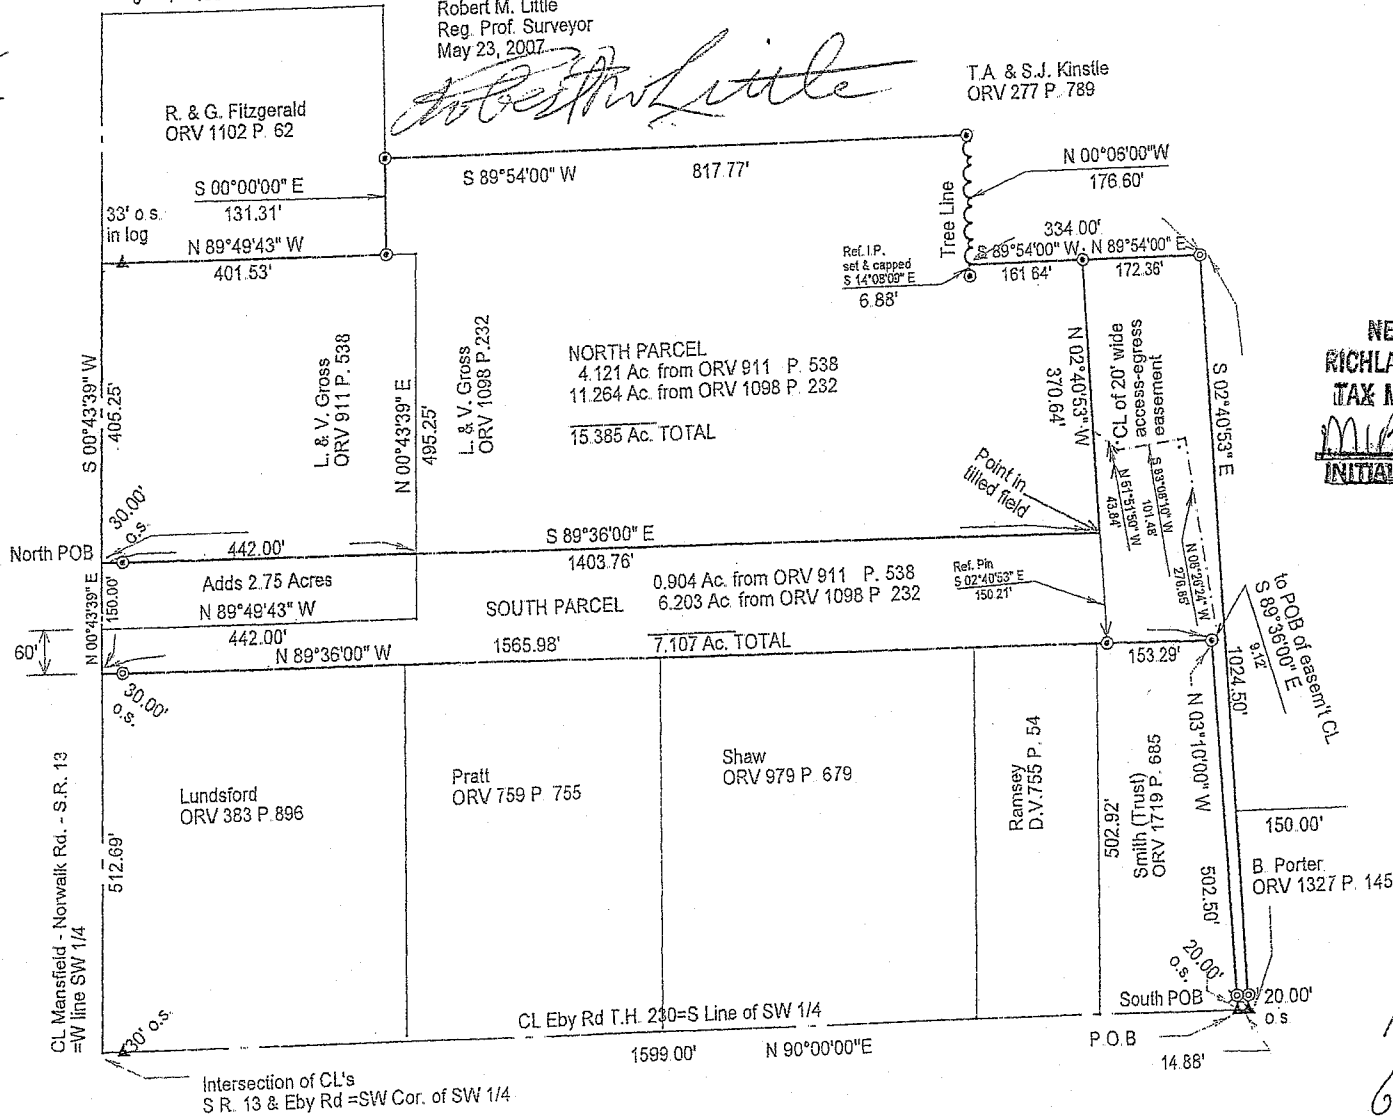 Robert M. Little
Reg. Prof. Surveyor
May 23, 2007
T.A. & S.J. Kinstle
ORV 277 P. 789
R. & G. Fitzgerald
ORV 1102 P. 62
S 89°54'00" W 817.77'
N 00°06'00"W
176.60'
Tree Line
S 00°00'00" E
131.31'
33' o.s.
in log
N 89°49'43" W
401.53'
334.00'
S 89°54'00" W
161.64'
N 89°54'00" E
172.36'
Ref. I.P.
set & capped
S 14°08'09" E
6.88'
S 00°43'39" W
405.25'
L. & V. Gross
ORV 911 P. 538
N 00°43'39" E
495.25'
L. & V. Gross
ORV 1098 P.232
NORTH PARCEL
4.121 Ac. from ORV 911 P. 538
11.264 Ac. from ORV 1098 P. 232
15.385 Ac. TOTAL
N 02°40'53" W
370.64'
CL of 20' wide
access-egress
easement
S 02°40'53" E
1024.50'
RICHLA
TAX M
INITIA
Point in
tilled field
N 51°51'50" W
43.84'
101.48'
276.85'
30.00'
o.s.
North POB
442.00'
S 89°36'00" E
1403.76'
Adds 2.75 Acres
N 89°49'43" W
442.00'
N 00°43'39" E
150.00'
60'
SOUTH PARCEL
0.904 Ac. from ORV 911 P. 538
6.203 Ac. from ORV 1098 P 232
7.107 Ac. TOTAL
Ref. Pin
S 02°40'53" E
150.21'
N 89°36'00" W
1565.98'
153.29'
to POB of easem't CL
S 89°36'00" E
9.12'
30.00'
o.s.
CL Mansfield - Norwalk Rd. - S.R. 13
=W line SW 1/4
512.69'
Lundsford
ORV 383 P.896
Pratt
ORV 759 P. 755
Shaw
ORV 979 P. 679
Ramsey
D.V.755 P. 54
502.92'
Smith (Trust)
ORV 1719 P. 685
N 03°10'00" W
502.50'
150.00'
B. Porter
ORV 1327 P. 145
20.00'
o.s.
South POB
20.00'
o.s.
P.O.B
14.88'
30' o.s.
CL Eby Rd T.H. 230=S Line of SW 1/4
1599.00' N 90°00'00"E
Intersection of CL's
S R. 13 & Eby Rd =SW Cor. of SW 1/4